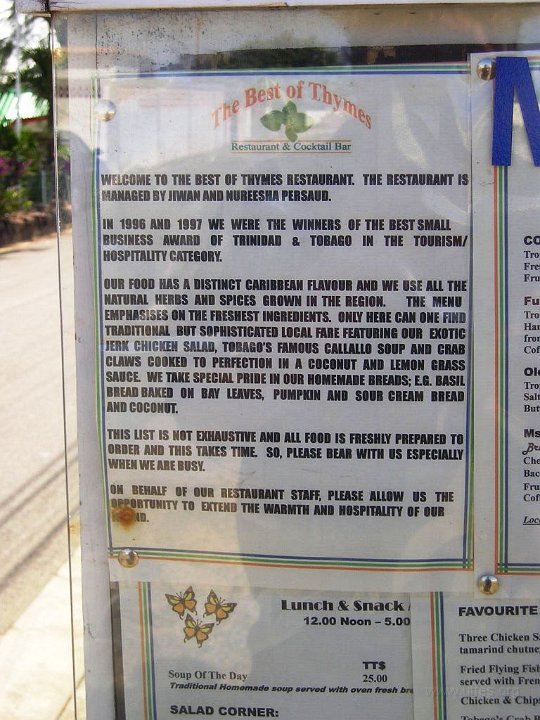 The Best of Thymes
Restaurant & Cocktail Bar
WELCOME TO THE BEST OF THYMES RESTAURANT. THE RESTAURANT IS
MANAGED BY JIWAN AND NUREESHA PERSAUD.
IN 1996 AND 1997 WE WERE THE WINNERS OF THE BEST SMALL
BUSINESS AWARD OF TRINIDAD & TOBAGO IN THE TOURISM/
HOSPITALITY CATEGORY.
OUR FOOD HAS A DISTINCT CARIBBEAN FLAVOUR AND WE USE ALL THE
NATURAL HERBS AND SPICES GROWN IN THE REGION. THE MENU
EMPHASISES ON THE FRESHEST INGREDIENTS. ONLY HERE CAN ONE FIND
TRADITIONAL BUT SOPHISTICATED LOCAL FARE FEATURING OUR EXOTIC
JERK CHICKEN SALAD, TOBAGO'S FAMOUS CALLALLO SOUP AND CRAB
CLAWS COOKED TO PERFECTION IN A COCONUT AND LEMON GRASS
SAUCE. WE TAKE SPECIAL PRIDE IN OUR HOMEMADE BREADS; E.G. BASIL
BREAD BAKED ON BAY LEAVES, PUMPKIN AND SOUR CREAM BREAD
AND COCONUT.
THIS LIST IS NOT EXHAUSTIVE AND ALL FOOD IS FRESHLY PREPARED TO
ORDER AND THIS TAKES TIME. SO, PLEASE BEAR WITH US ESPECIALLY
WHEN WE ARE BUSY.
ON BEHALF OF OUR RESTAURANT STAFF, PLEASE ALLOW US THE
OPPORTUNITY TO EXTEND THE WARMTH AND HOSPITALITY OF OUR
Lunch & Snack
12.00 Noon – 5.00
TT$
Soup Of The Day 25.00
Traditional Homemade soup served with oven fresh
SALAD CORNER:
FAVOURITE
Three Chicken
tamarind
Fried Flying
served with
Chicken &
Tobago's Crab